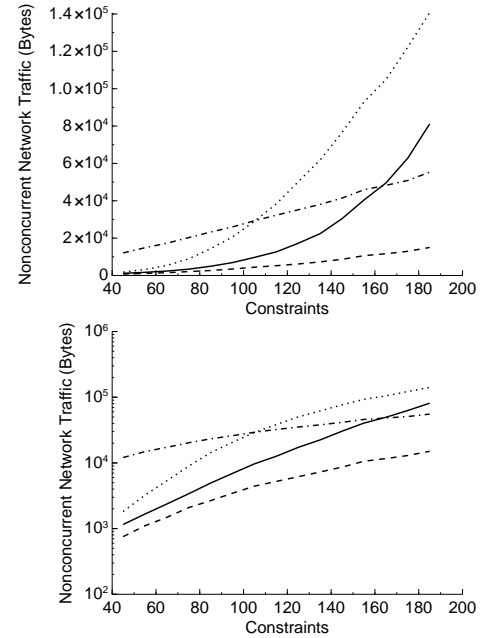 Nonconcurrent Network Traffic (Bytes)
1.4×10⁵
1.2×10⁵
1.0×10⁵
8×10⁴
6×10⁴
4×10⁴
2×10⁴
0
40 60 80 100 120 140 160 180 200
Constraints
Nonconcurrent Network Traffic (Bytes)
10⁶
10⁵
10⁴
10³
10²
40 60 80 100 120 140 160 180 200
Constraints